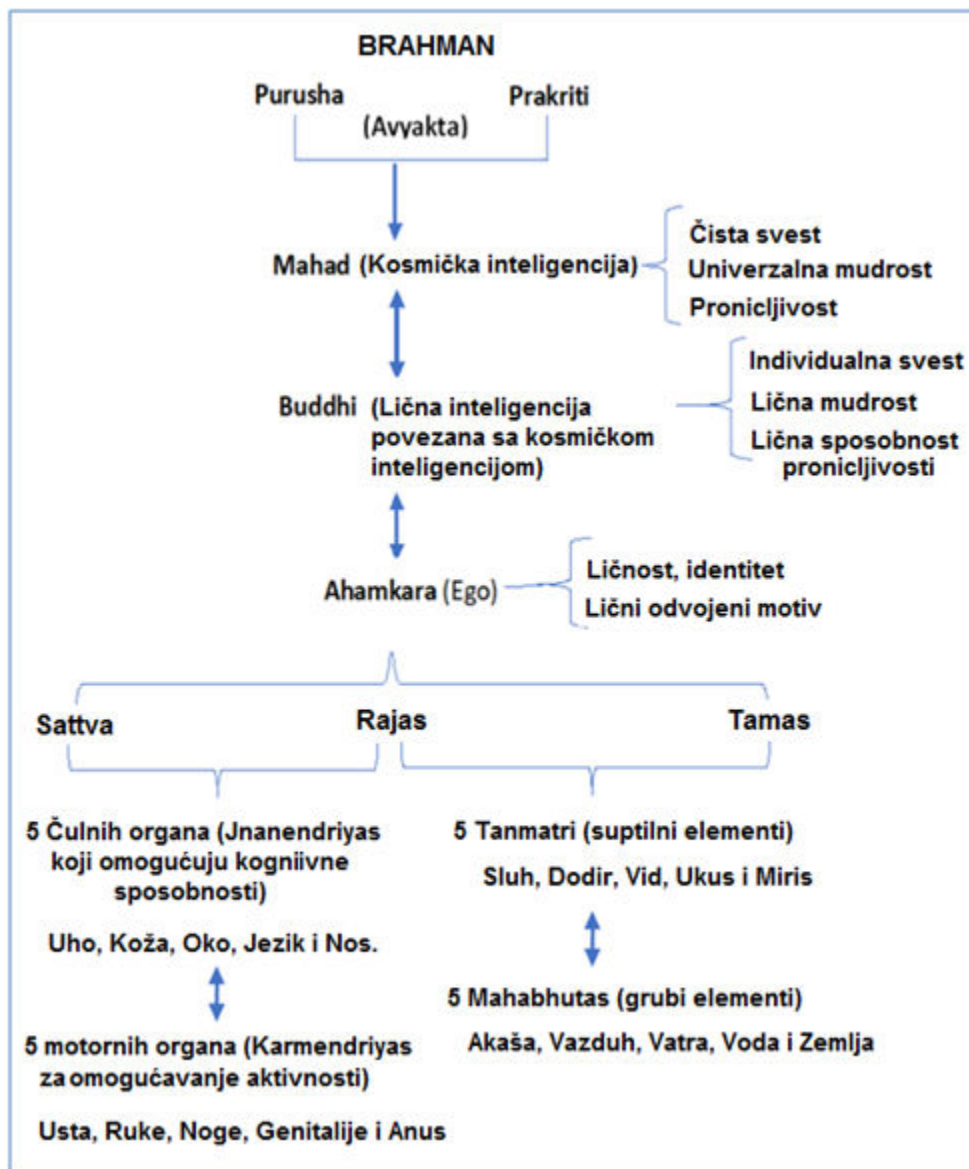 BRAHMAN
Purusha
Prakriti
(Avyakta)
Mahad (Kosmička inteligencija)
Čista svest
Univerzalna mudrost
Pronicljivost
Buddhi (Lična inteligencija
povezana sa kosmičkom
inteligencijom)
Individualna svest
Lična mudrost
Lična sposobnost
pronicljivosti
Ahamkara (Ego)
Ličnost, identitet
Lični odvojeni motiv
Sattva
Rajas
Tamas
5 Čulnih organa (Jnanendriyas
koji omogućuju kogniivne
sposobnosti)
Uho, Koža, Oko, Jezik i Nos.
5 motornih organa (Karmendriyas
za omogućavanje aktivnosti)
Usta, Ruke, Noge, Genitalije i Anus
5 Tanmatri (suptilni elementi)
Sluh, Dodir, Vid, Ukus i Miris
5 Mahabhutas (grubi elementi)
Akaša, Vazduh, Vatra, Voda i Zemlja